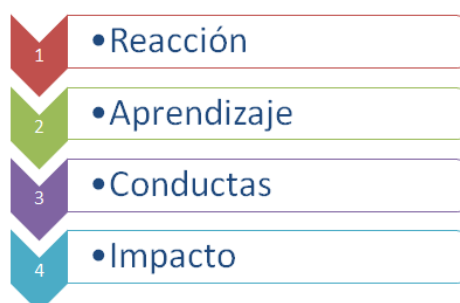 1
•Reacción
2
•Aprendizaje
3
•Conductas
4
•Impacto